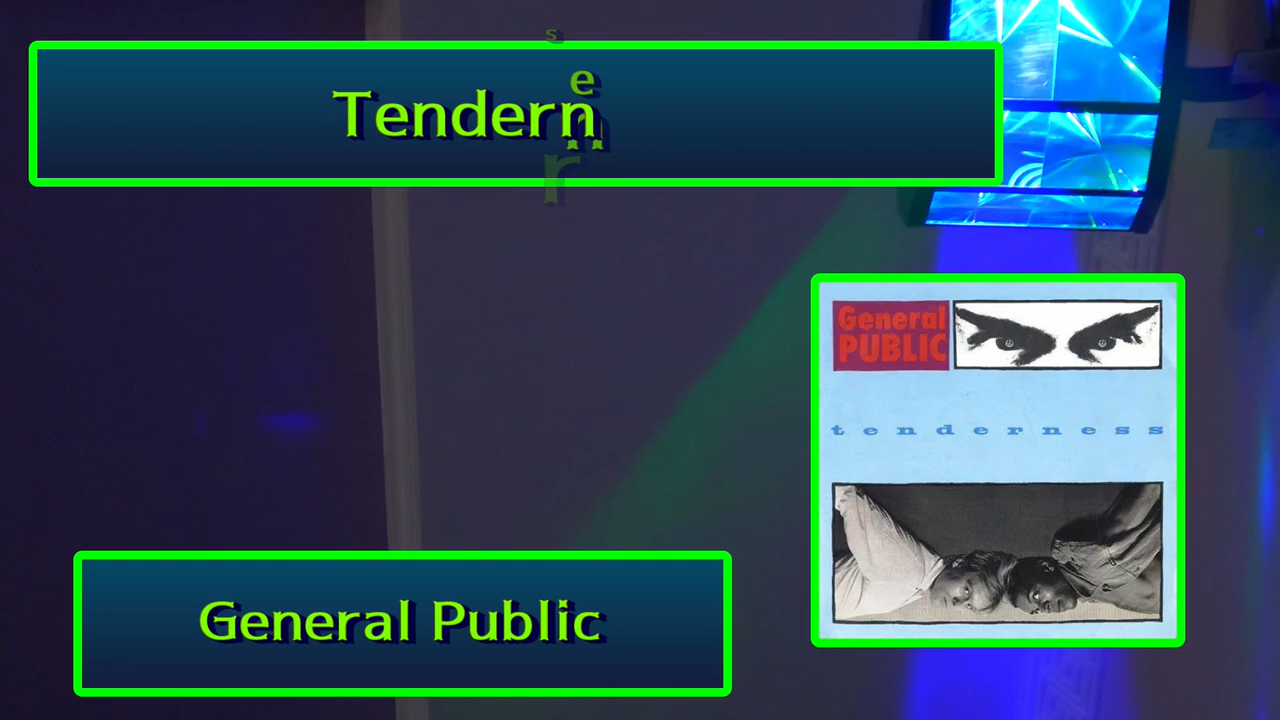 s
e
Tendern
r
General
PUBLIC
tenderness
General Public